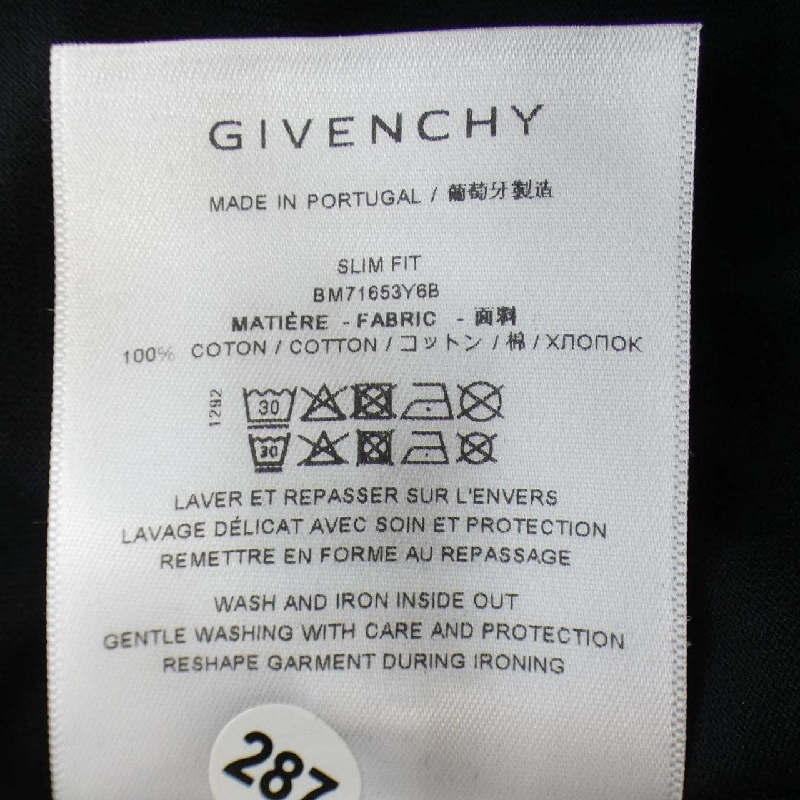 GIVENCHY
MADE IN PORTUGAL / 葡萄牙製造
SLIM FIT
BM71653Y6B
MATIÈRE - FABRIC - 面料
100% COTON / COTTON / コットン / 棉 / ХЛОПОК
1292
30
30
LAVER ET REPASSER SUR L'ENVERS
LAVAGE DÉLICAT AVEC SOIN ET PROTECTION
REMETTRE EN FORME AU REPASSAGE
WASH AND IRON INSIDE OUT
GENTLE WASHING WITH CARE AND PROTECTION
RESHAPE GARMENT DURING IRONING
287